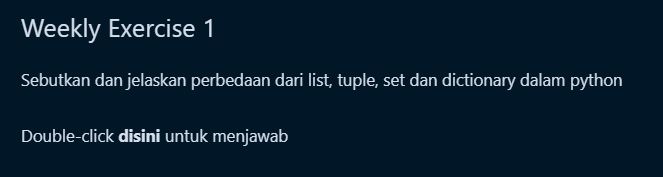 Weekly Exercise 1
Sebutkan dan jelaskan perbedaan dari list, tuple, set dan dictionary dalam python
Double-click disini untuk menjawab